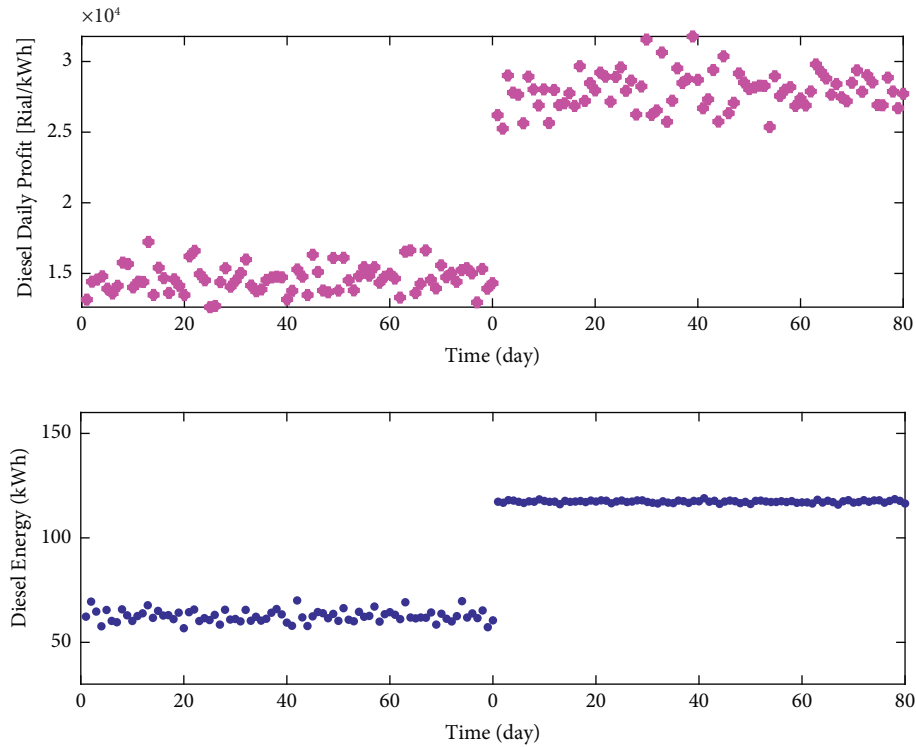 ×10⁴
Diesel Daily Profit [Rial/kWh]
3
2.5
2
1.5
0 20 40 60 0 20 40 60 80
Time (day)
Diesel Energy (kWh)
150
100
50
0 20 40 60 0 20 40 60 80
Time (day)